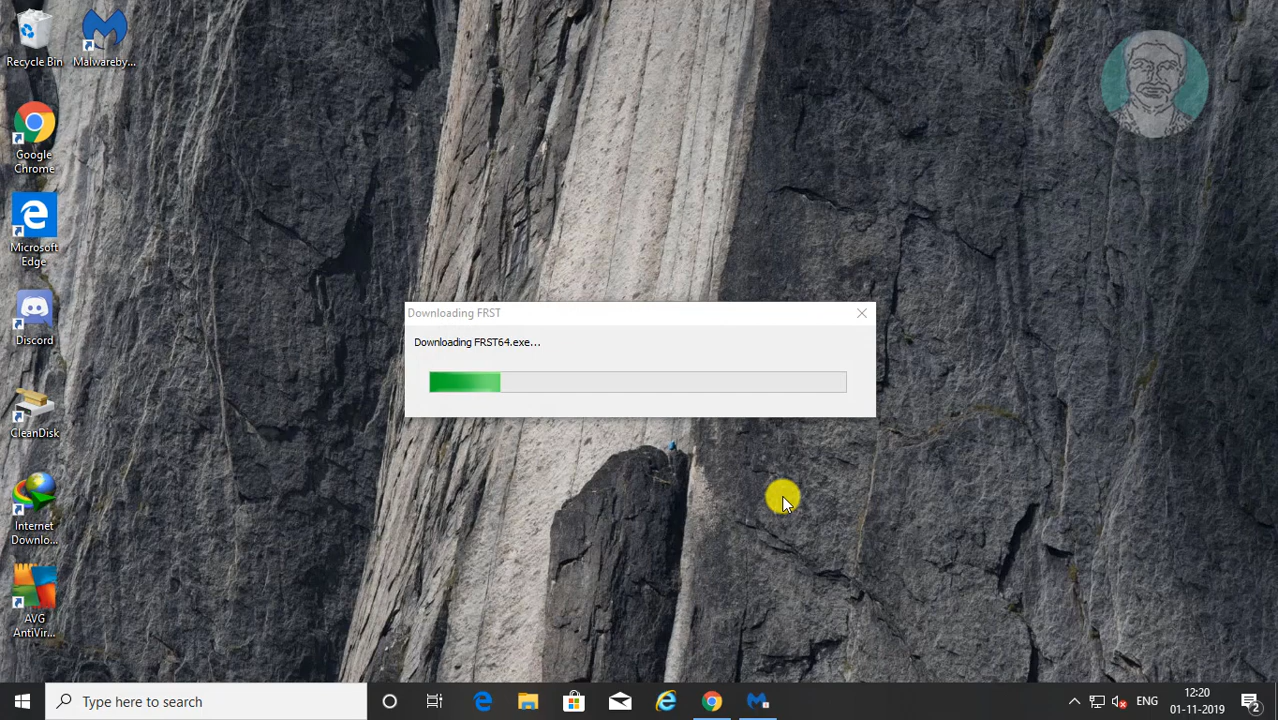 Recycle Bin
Malwareby...
Google
Chrome
Microsoft
Edge
Discord
CleanDisk
Internet
Downlo...
AVG
AntiVir...
Downloading FRST
Downloading FRST64.exe...
Type here to search
ENG
12:20
01-11-2019
2